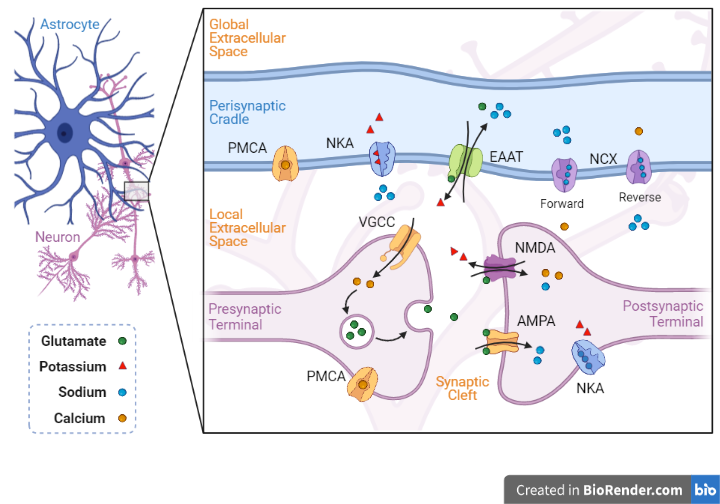 Astrocyte
Neuron
Glutamate
Potassium
Sodium
Calcium
Global
Extracellular
Space
Perisynaptic
Cradle
PMCA
NKA
EAAT
NCX
Forward
Reverse
Local
Extracellular
Space
VGCC
NMDA
Presynaptic
Terminal
Postsynaptic
Terminal
AMPA
PMCA
Synaptic
Cleft
NKA
Created in BioRender.com bio